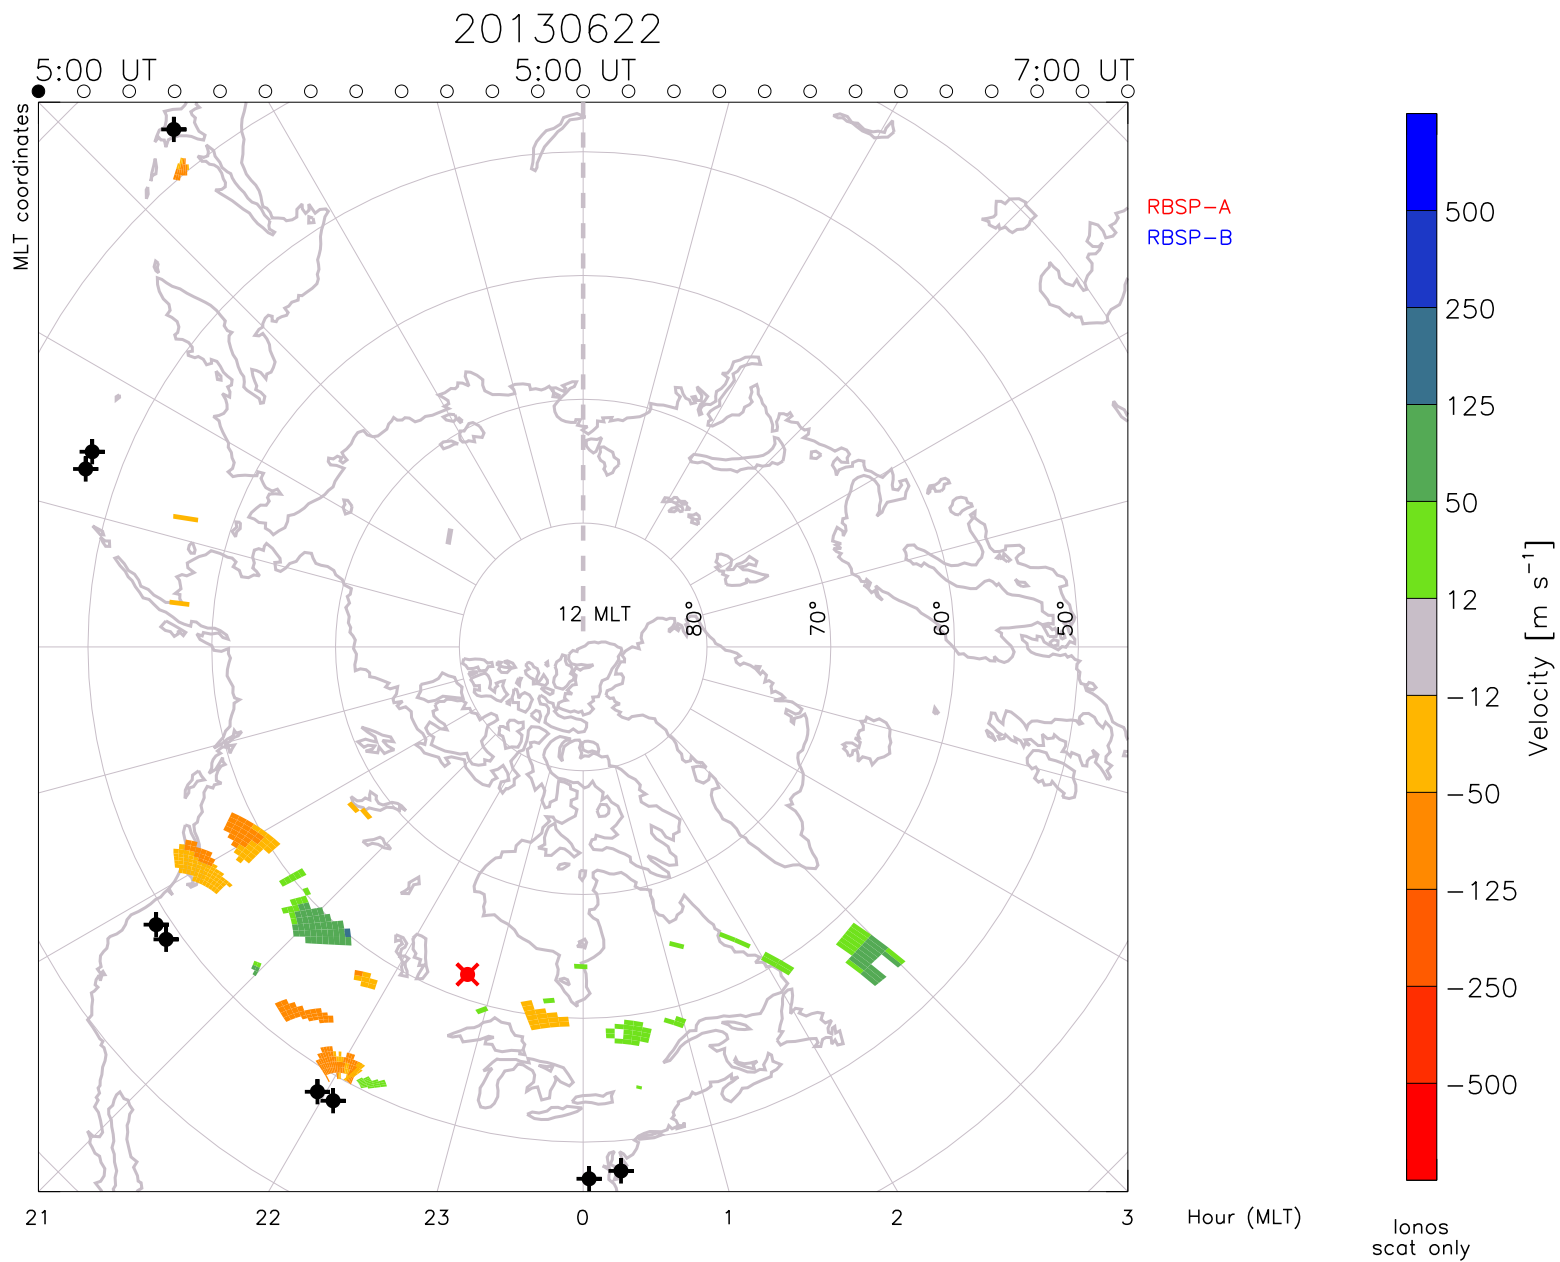 20130622
5:00 UT 5:00 UT 7:00 UT
MLT coordinates
RBSP-A
RBSP-B
12 MLT
80°
70°
60°
50°
21 22 23 0 1 2 3 Hour (MLT)
500
250
125
50
12
-12
-50
-125
-250
-500
Velocity [m s⁻¹]
Ionos
scat only